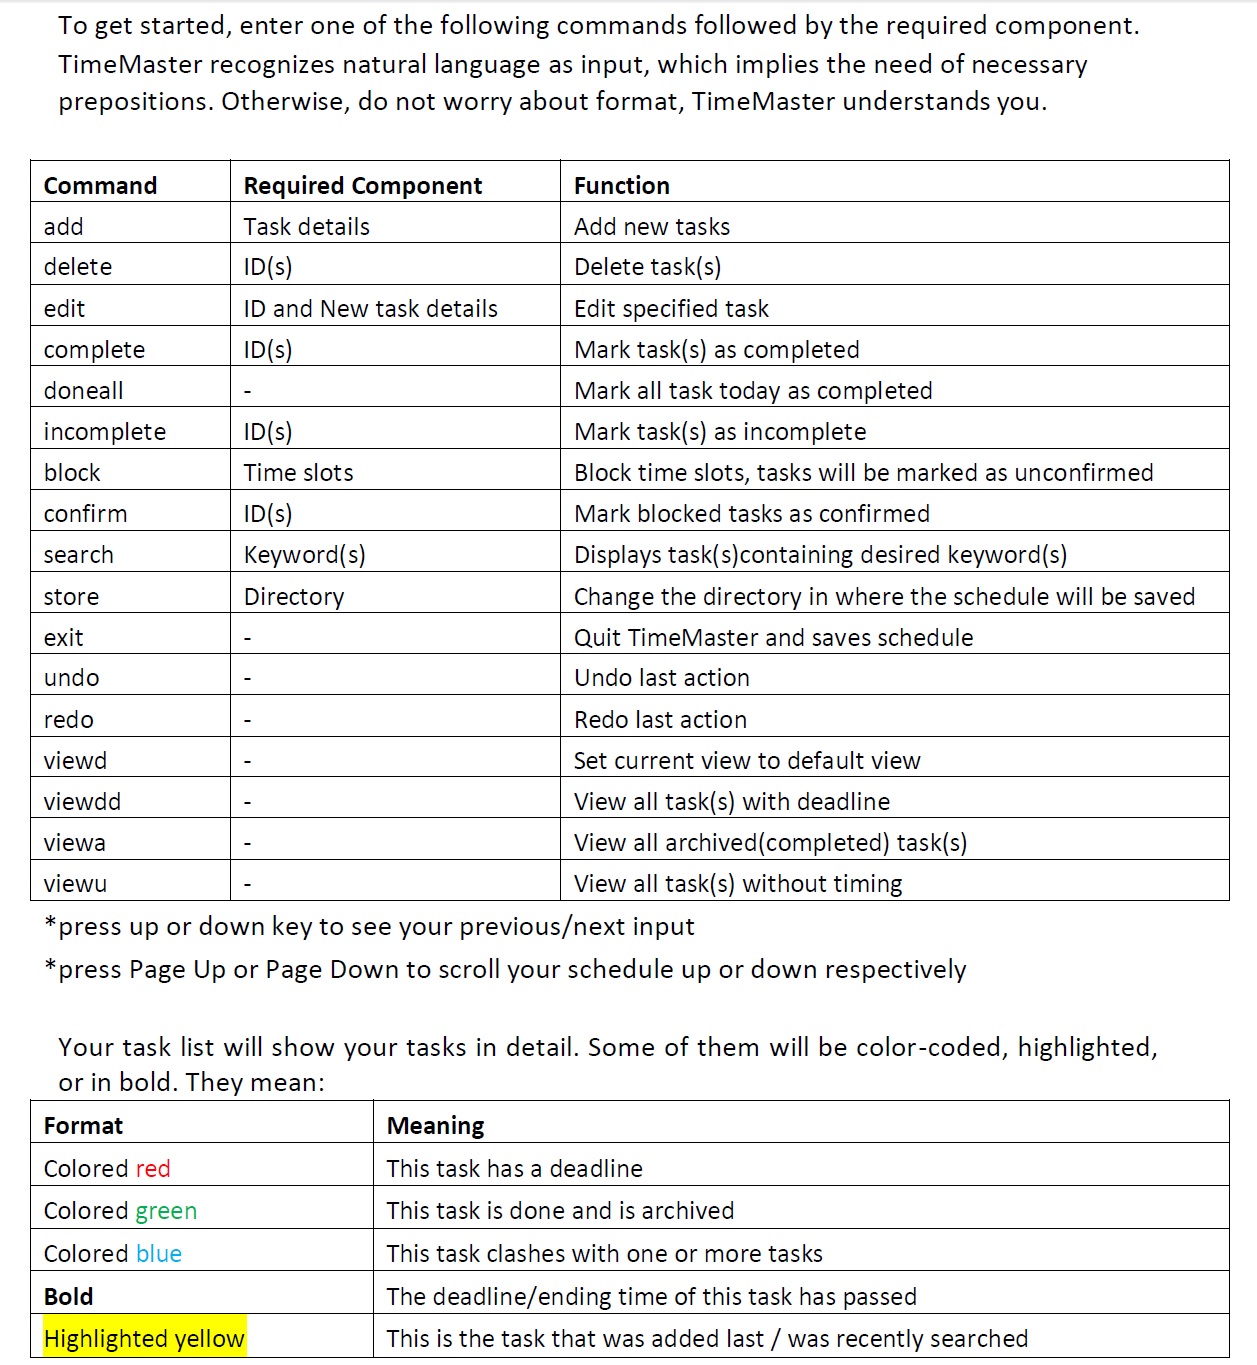 To get started, enter one of the following commands followed by the required component.
TimeMaster recognizes natural language as input, which implies the need of necessary
prepositions. Otherwise, do not worry about format, TimeMaster understands you.
Command Required Component Function
add Task details Add new tasks
delete ID(s) Delete task(s)
edit ID and New task details Edit specified task
complete ID(s) Mark task(s) as completed
doneall - Mark all task today as completed
incomplete ID(s) Mark task(s) as incomplete
block Time slots Block time slots, tasks will be marked as unconfirmed
confirm ID(s) Mark blocked tasks as confirmed
search Keyword(s) Displays task(s)containing desired keyword(s)
store Directory Change the directory in where the schedule will be saved
exit - Quit TimeMaster and saves schedule
undo - Undo last action
redo - Redo last action
viewd - Set current view to default view
viewdd - View all task(s) with deadline
viewa - View all archived(completed) task(s)
viewu - View all task(s) without timing
*press up or down key to see your previous/next input
*press Page Up or Page Down to scroll your schedule up or down respectively
Your task list will show your tasks in detail. Some of them will be color-coded, highlighted,
or in bold. They mean:
Format Meaning
Colored red This task has a deadline
Colored green This task is done and is archived
Colored blue This task clashes with one or more tasks
Bold The deadline/ending time of this task has passed
Highlighted yellow This is the task that was added last / was recently searched